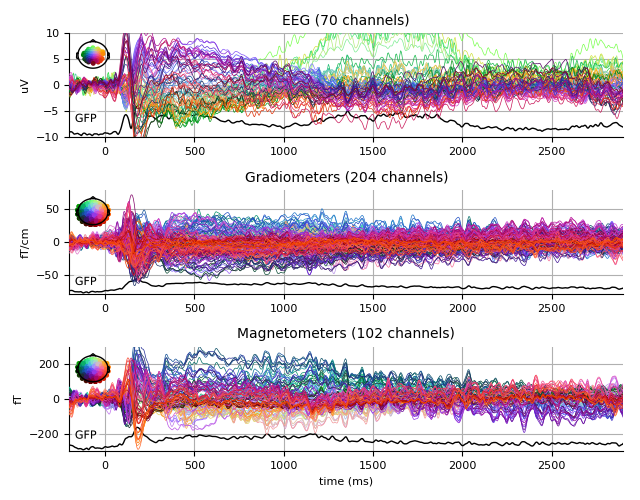 EEG (70 channels)
10
5
0
−5
−10
uV
GFP
0 500 1000 1500 2000 2500
Gradiometers (204 channels)
50
0
−50
fT/cm
GFP
0 500 1000 1500 2000 2500
Magnetometers (102 channels)
200
0
−200
fT
GFP
0 500 1000 1500 2000 2500
time (ms)